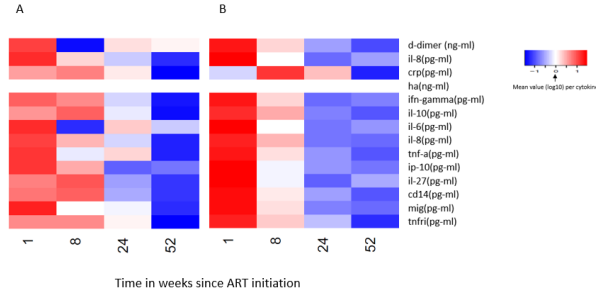 A
B
d-dimer (ng-ml)
il-8(pg-ml)
crp(pg-ml)
ha(ng-ml)
ifn-gamma(pg-ml)
il-10(pg-ml)
il-6(pg-ml)
il-8(pg-ml)
tnf-a(pg-ml)
ip-10(pg-ml)
il-27(pg-ml)
cd14(pg-ml)
mig(pg-ml)
tnfri(pg-ml)
−1 0 1
Mean value (log10) per cytokine
1 8 24 52
1 8 24 52
Time in weeks since ART initiation